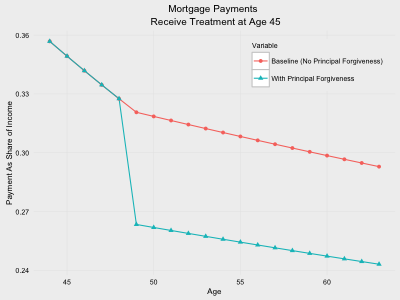 Mortgage Payments
Receive Treatment at Age 45
Variable
Baseline (No Principal Forgiveness)
With Principal Forgiveness
Payment As Share of Income
0.36
0.33
0.30
0.27
0.24
45
50
55
60
Age